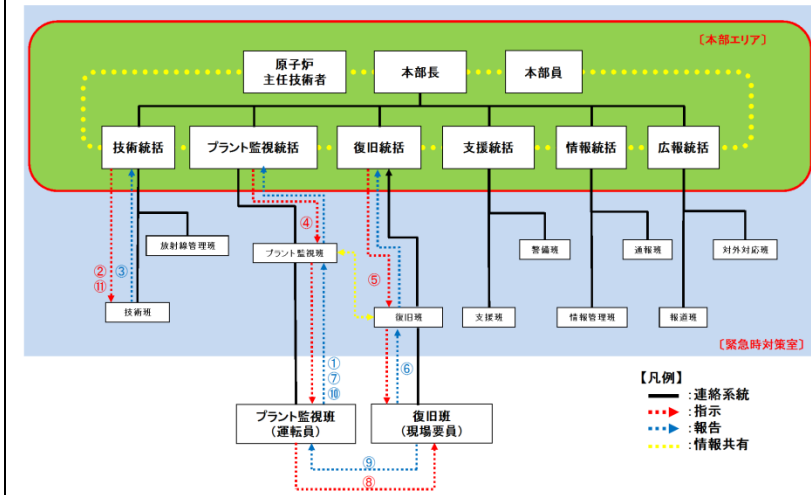 〔本部エリア〕
原子炉
主任技術者
本部長
本部員
技術統括
プラント監視統括
復旧統括
支援統括
情報統括
広報統括
④
放射線管理班
プラント監視班
警備班
通報班
対外対応班
②
⑪
③
⑤
技術班
復旧班
支援班
情報管理班
報道班
〔緊急時対策室〕
①
⑦
⑩
⑥
【凡例】
:連絡系統
:指示
:報告
:情報共有
プラント監視班
(運転員)
復旧班
(現場要員)
⑨
⑧